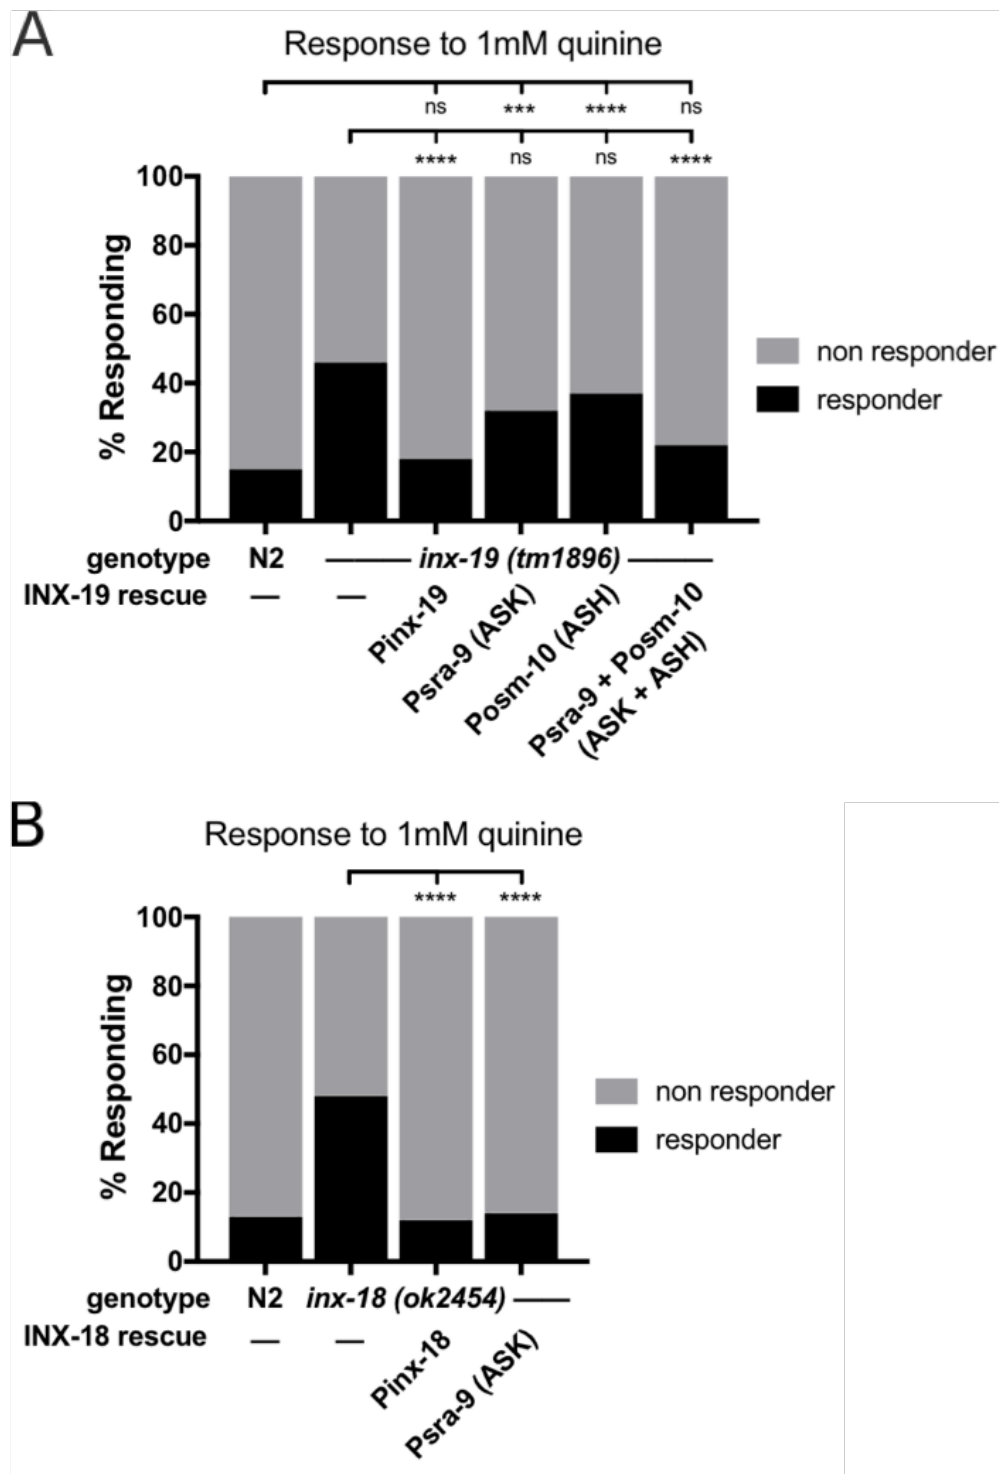 A
Response to 1mM quinine
ns *** **** ns
**** ns ns ****
100
80
60
40
20
0
% Responding
non responder
responder
genotype N2 inx-19 (tm1896)
INX-19 rescue — —
Pinx-19
Psra-9 (ASK)
Posm-10 (ASH)
Psra-9 + Posm-10
(ASK + ASH)
B
Response to 1mM quinine
**** ****
100
80
60
40
20
0
% Responding
non responder
responder
genotype N2 inx-18 (ok2454)
INX-18 rescue — —
Pinx-18
Psra-9 (ASK)